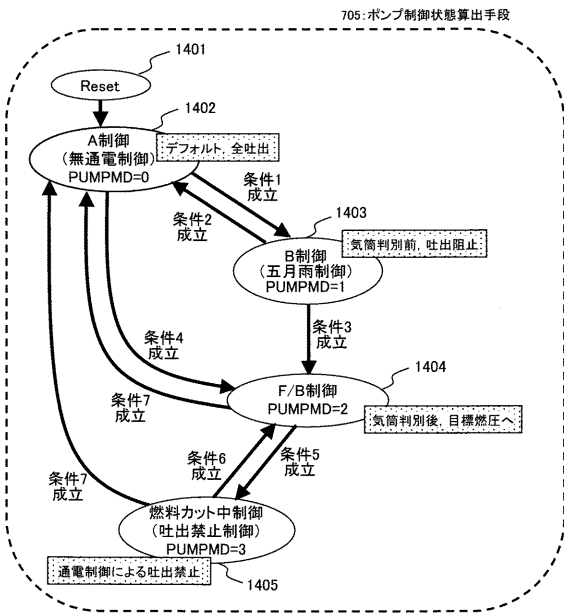 705:ポンプ制御状態算出手段
1401
Reset
1402
A制御
(無通電制御)
PUMPMD=0
デフォルト,全吐出
条件1
成立
条件2
成立
1403
気筒判別前,吐出阻止
B制御
(五月雨制御)
PUMPMD=1
条件3
成立
条件4
成立
1404
F/B制御
PUMPMD=2
気筒判別後,目標燃圧へ
条件7
成立
条件6
成立
条件5
成立
条件7
成立
燃料カット中制御
(吐出禁止制御)
PUMPMD=3
通電制御による吐出禁止
1405